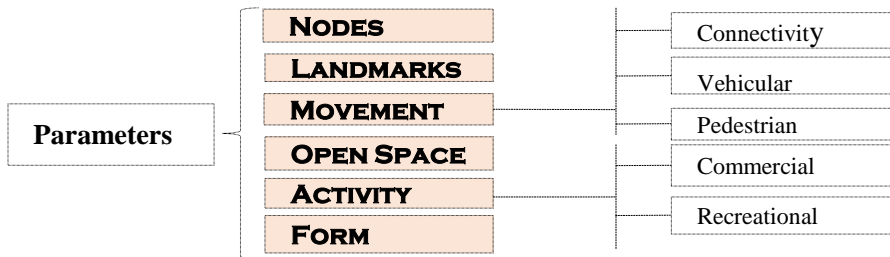 Parameters
NODES
LANDMARKS
MOVEMENT
OPEN SPACE
ACTIVITY
FORM
Connectivity
Vehicular
Pedestrian
Commercial
Recreational